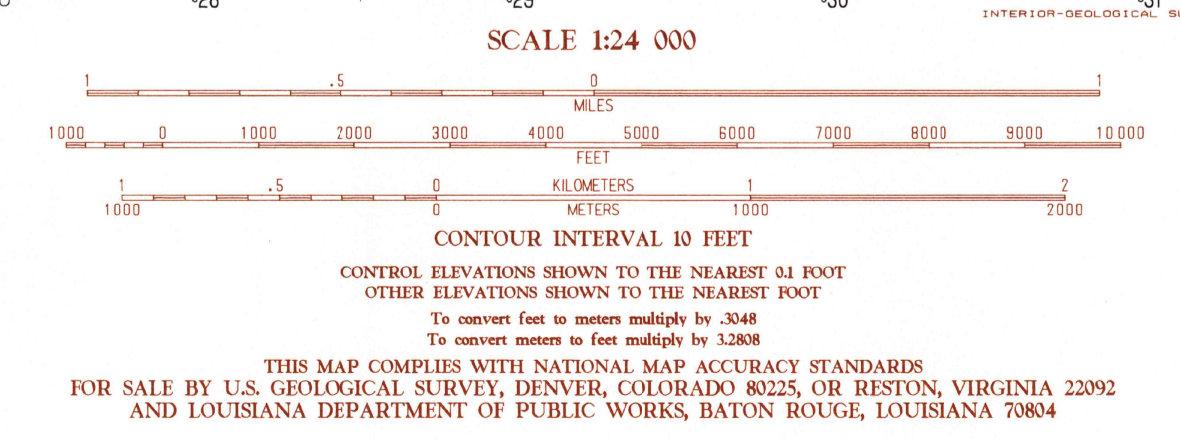 28 29 30 31
INTERIOR-GEOLOGICAL
SCALE 1:24 000
1 .5 0 1
MILES
1000 0 1000 2000 3000 4000 5000 6000 7000 8000 9000 10 000
FEET
1 .5 0 KILOMETERS 1 2
1000 0 METERS 1000 2000
CONTOUR INTERVAL 10 FEET
CONTROL ELEVATIONS SHOWN TO THE NEAREST 0.1 FOOT
OTHER ELEVATIONS SHOWN TO THE NEAREST FOOT
To convert feet to meters multiply by .3048
To convert meters to feet multiply by 3.2808
THIS MAP COMPLIES WITH NATIONAL MAP ACCURACY STANDARDS
FOR SALE BY U.S. GEOLOGICAL SURVEY, DENVER, COLORADO 80225, OR RESTON, VIRGINIA 22092
AND LOUISIANA DEPARTMENT OF PUBLIC WORKS, BATON ROUGE, LOUISIANA 70804